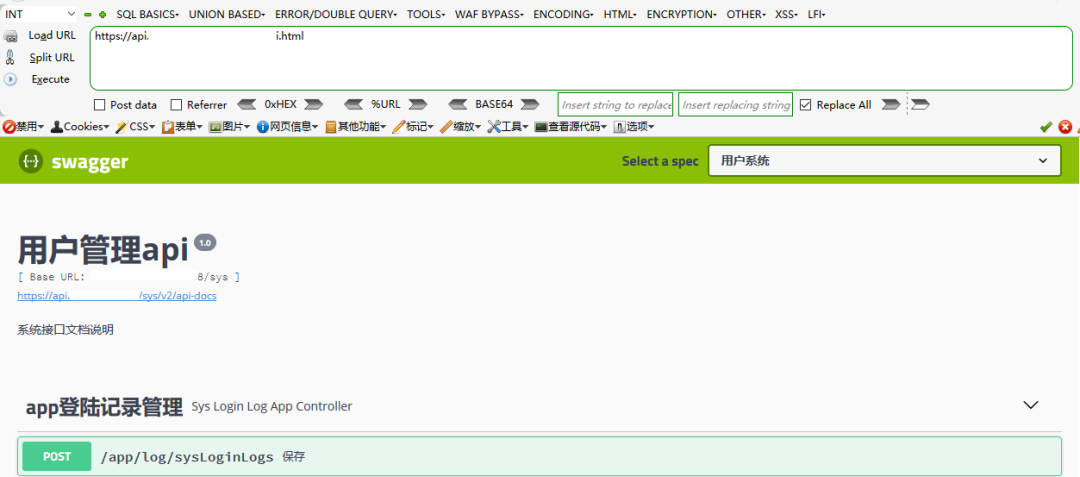 INT SQL BASICS UNION BASED ERROR/DOUBLE QUERY TOOLS WAF BYPASS ENCODING HTML ENCRYPTION OTHER XSS LFI
Load URL https://api. i.html
Split URL
Execute
Post data Referrer 0xHEX %URL BASE64 Insert string to replace Insert replacing string Replace All
禁用 Cookies CSS 表单 图片 网页信息 其他功能 标记 缩放 工具 查看源代码 选项
swagger Select a spec 用户系统
用户管理api 1.0
[ Base URL: 8/sys ]
https://api. /sys/v2/api-docs
系统接口文档说明
app登陆记录管理 Sys Login Log App Controller
POST /app/log/sysLoginLogs 保存